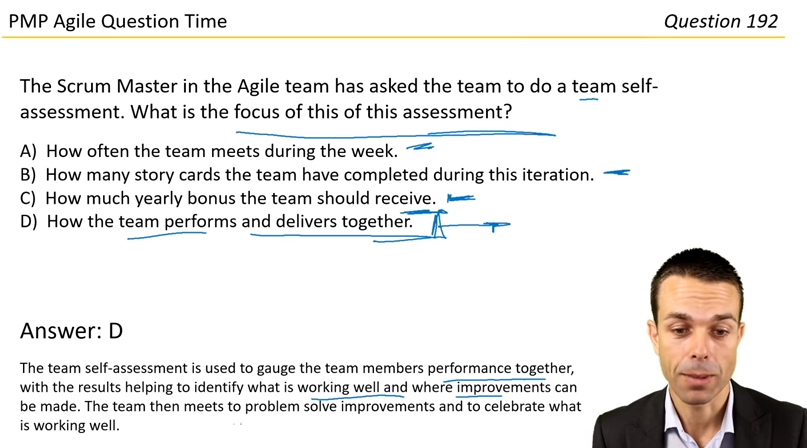 PMP Agile Question Time
Question 192
The Scrum Master in the Agile team has asked the team to do a team self-
assessment. What is the focus of this of this assessment?
A) How often the team meets during the week.
B) How many story cards the team have completed during this iteration.
C) How much yearly bonus the team should receive.
D) How the team performs and delivers together.
Answer: D
The team self-assessment is used to gauge the team members performance together,
with the results helping to identify what is working well and where improvements can
be made. The team then meets to problem solve improvements and to celebrate what
is working well.